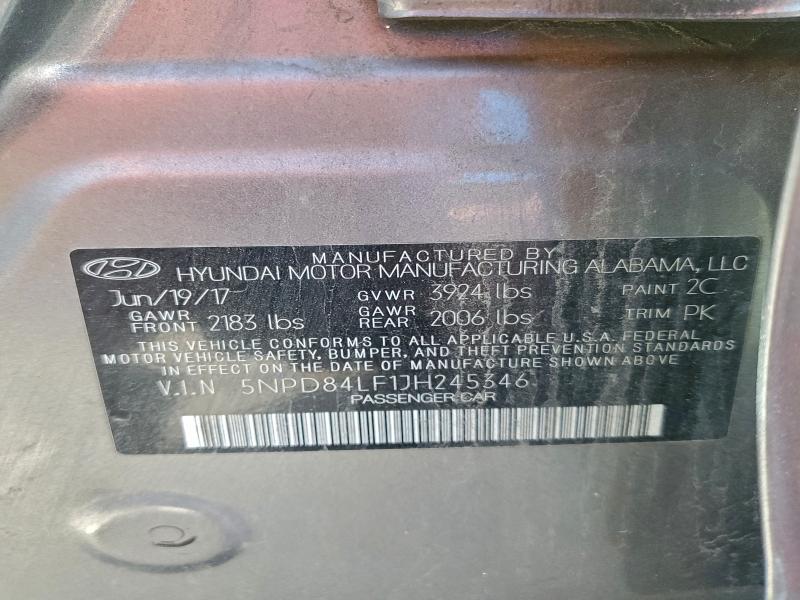 MANUFACTURED BY
HYUNDAI MOTOR MANUFACTURING ALABAMA, LLC
Jun/19/17 GVWR 3924 lbs PAINT 2C
GAWR FRONT 2183 lbs GAWR REAR 2006 lbs TRIM PK
THIS VEHICLE CONFORMS TO ALL APPLICABLE U.S.A. FEDERAL
MOTOR VEHICLE SAFETY, BUMPER, AND THEFT PREVENTION STANDARDS
IN EFFECT ON THE DATE OF MANUFACTURE SHOWN ABOVE
V.I.N 5NPD84LF1JH245346
PASSENGER CAR